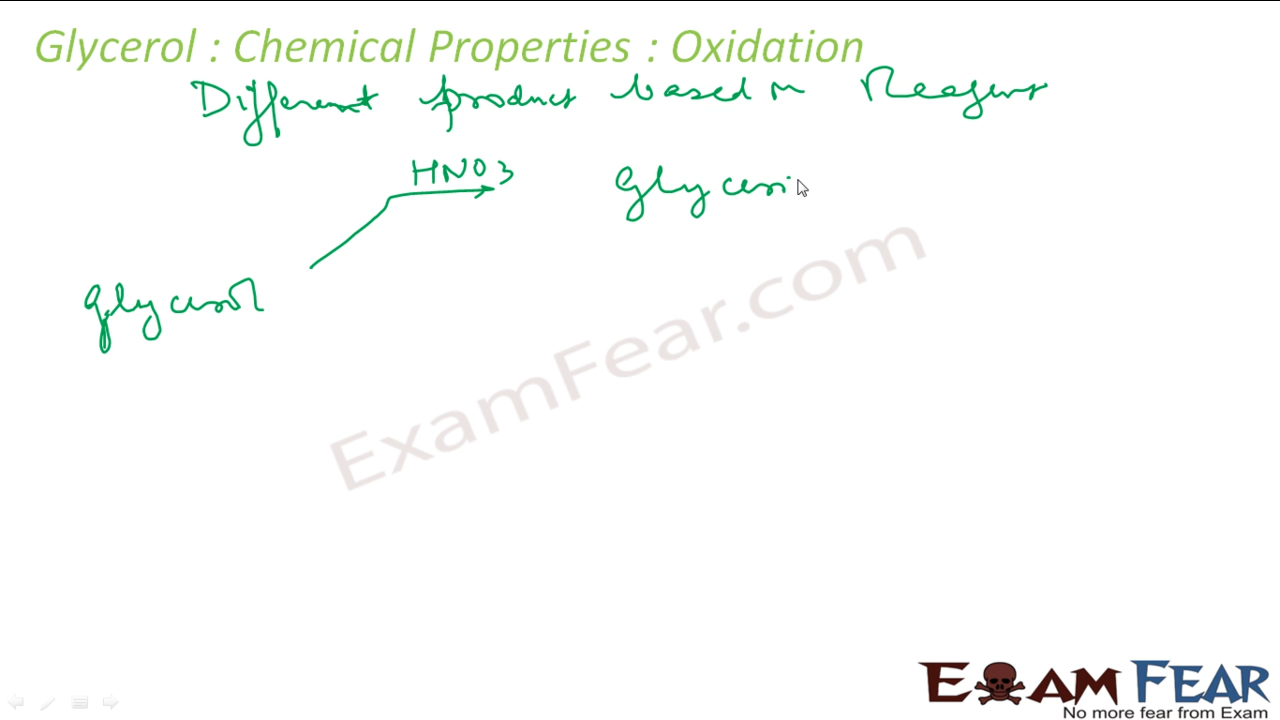 Glycerol : Chemical Properties : Oxidation
Different product based on Reagent
HNO3
Glyceri
glycerol
ExamFear.com
EXAM FEAR
No more fear from Exam